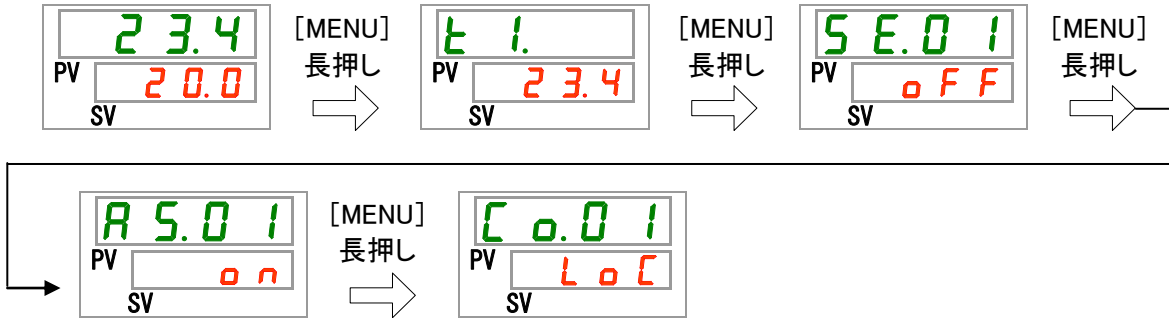 23.4
PV
20.0
SV
[MENU]
長押し
t1.
PV
23.4
SV
[MENU]
長押し
SE.01
PV
oFF
SV
[MENU]
長押し
AS.01
PV
on
SV
[MENU]
長押し
Co.01
PV
LoC
SV